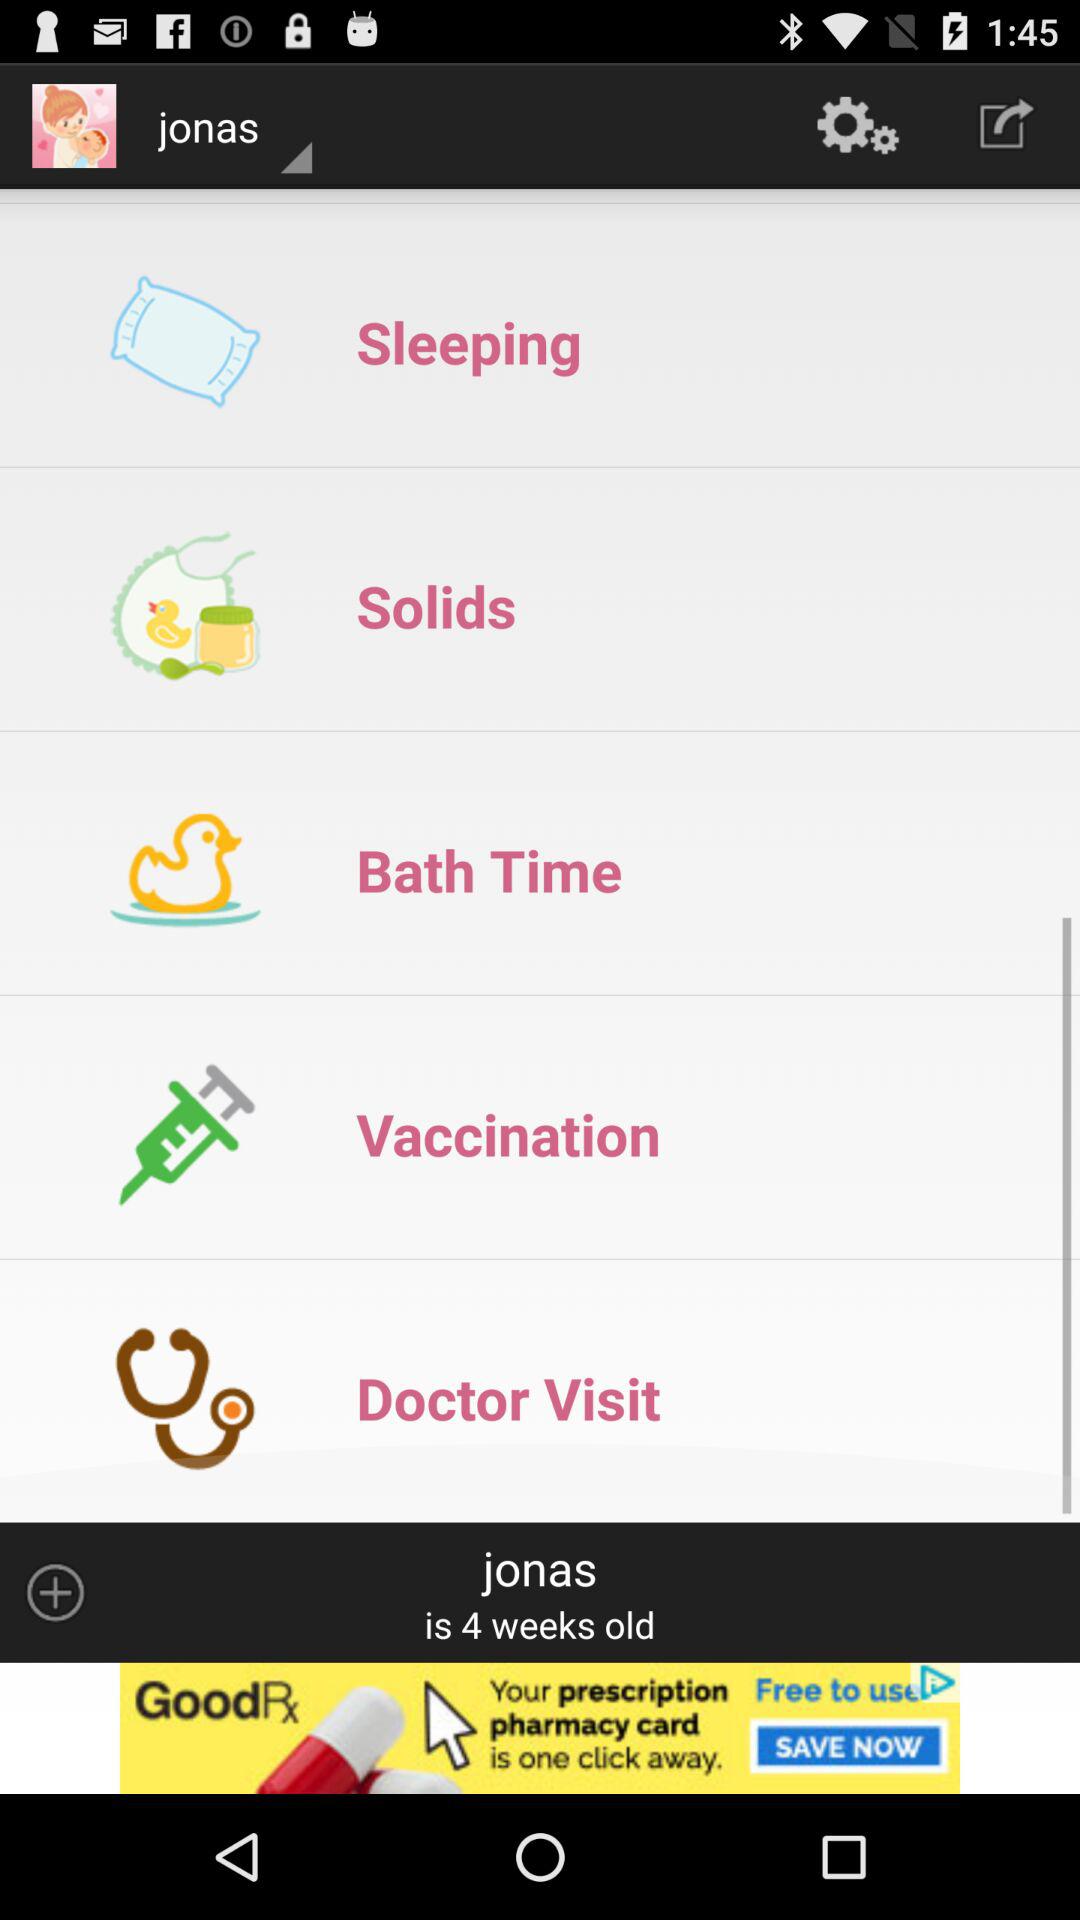 1:45
jonas
Sleeping
Solids
Bath Time
Vaccination
Doctor Visit
jonas
is 4 weeks old
GoodRx
Your prescription
pharmacy card
is one click away.
Free to use
SAVE NOW